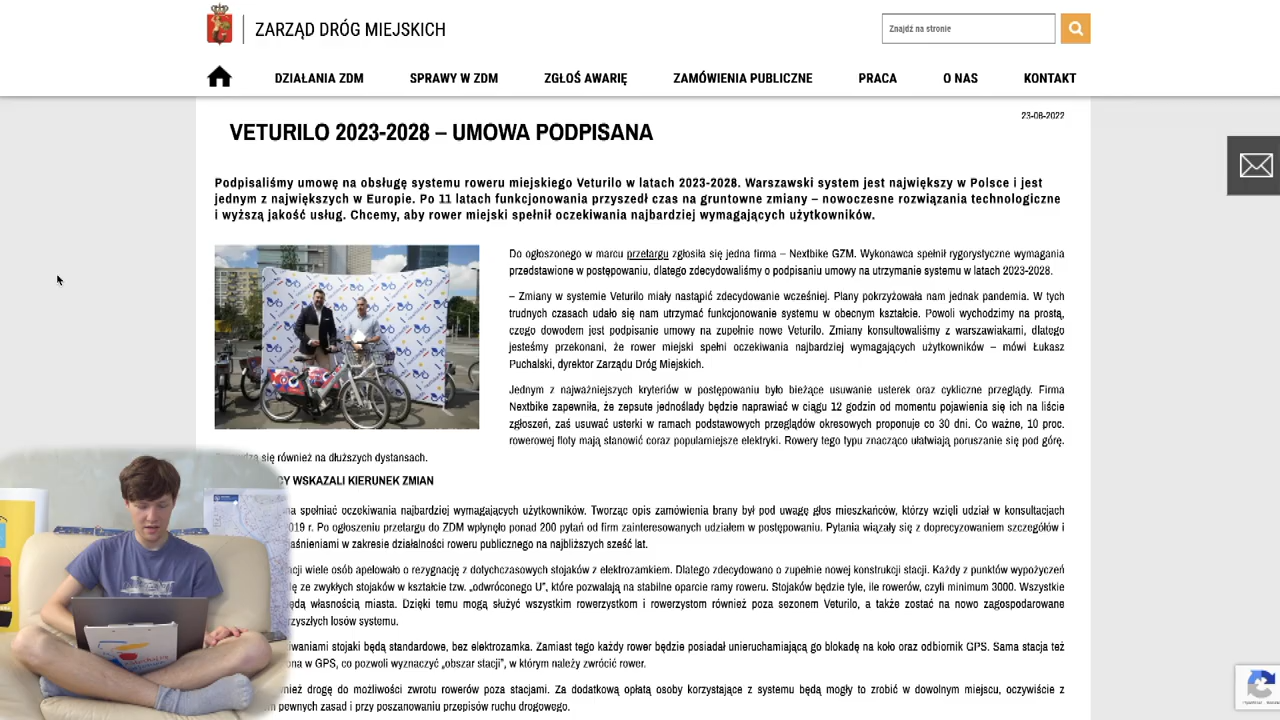 ZARZĄD DRÓG MIEJSKICH
Znajdź na stronie
DZIAŁANIA ZDM
SPRAWY W ZDM
ZGŁOŚ AWARIĘ
ZAMÓWIENIA PUBLICZNE
PRACA
O NAS
KONTAKT
23-08-2022
VETURILO 2023-2028 – UMOWA PODPISANA
Podpisaliśmy umowę na obsługę systemu roweru miejskiego Veturilo w latach 2023-2028. Warszawski system jest największy w Polsce i jest
jednym z największych w Europie. Po 11 latach funkcjonowania przyszedł czas na gruntowne zmiany – nowoczesne rozwiązania technologiczne
i wyższą jakość usług. Chcemy, aby rower miejski spełnił oczekiwania najbardziej wymagających użytkowników.
Do ogłoszonego w marcu przetargu zgłosiła się jedna firma – Nextbike GZM. Wykonawca spełnił rygorystyczne wymagania
przedstawione w postępowaniu, dlatego zdecydowaliśmy o podpisaniu umowy na utrzymanie systemu w latach 2023-2028.
– Zmiany w systemie Veturilo miały nastąpić zdecydowanie wcześniej. Plany pokrzyżowała nam jednak pandemia. W tych
trudnych czasach udało się nam utrzymać funkcjonowanie systemu w obecnym kształcie. Powoli wychodzimy na prostą,
czego dowodem jest podpisanie umowy na zupełnie nowe Veturilo. Zmiany konsultowaliśmy z warszawiakami, dlatego
jesteśmy przekonani, że rower miejski spełni oczekiwania najbardziej wymagających użytkowników – mówi Łukasz
Puchalski, dyrektor Zarządu Dróg Miejskich.
Jednym z najważniejszych kryteriów w postępowaniu było bieżące usuwanie usterek oraz cykliczne przeglądy. Firma
Nextbike zapewniła, że zepsute jednoślady będzie naprawiać w ciągu 12 godzin od momentu pojawienia się ich na liście
zgłoszeń, zaś usuwać usterki w ramach podstawowych przeglądów okresowych proponuje co 30 dni. Co ważne, 10 proc.
rowerowej floty mają stanowić coraz popularniejsze elektryki. Rowery tego typu znacząco ułatwiają poruszanie się pod górę.
się również na dłuższych dystansach.
CY WSKAZALI KIERUNEK ZMIAN
na spełniać oczekiwania najbardziej wymagających użytkowników. Tworząc opis zamówienia brany był pod uwagę głos mieszkańców, którzy wzięli udział w konsultacjach
019 r. Po ogłoszeniu przetargu do ZDM wpłynęło ponad 200 pytań od firm zainteresowanych udziałem w postępowaniu. Pytania wiązały się z doprecyzowaniem szczegółów i
aśnieniami w zakresie działalności roweru publicznego na najbliższych sześć lat.
acji wiele osób apelowało o rezygnację z dotychczasowych stojaków z elektrozamkiem. Dlatego zdecydowano o zupełnie nowej konstrukcji stacji. Każdy z punktów wypożyczeń
ę ze zwykłych stojaków w kształcie tzw. „odwróconego U", które pozwalają na stabilne oparcie ramy roweru. Stojaków będzie tyle, ile rowerów, czyli minimum 3000. Wszystkie
ędą własnością miasta. Dzięki temu mogą służyć wszystkim rowerzystkom i rowerzystom również poza sezonem Veturilo, a także zostać na nowo zagospodarowane
rzyszłych losów systemu.
iwaniami stojaki będą standardowe, bez elektrozamka. Zamiast tego każdy rower będzie posiadał unieruchamiającą go blokadę na koło oraz odbiornik GPS. Sama stacja też
ona w GPS, co pozwoli wyznaczyć „obszar stacji", w którym należy zwrócić rower.
nież drogę do możliwości zwrotu rowerów poza stacjami. Za dodatkową opłatą osoby korzystające z systemu będą mogły to zrobić w dowolnym miejscu, oczywiście z
m pewnych zasad i przy poszanowaniu przepisów ruchu drogowego.